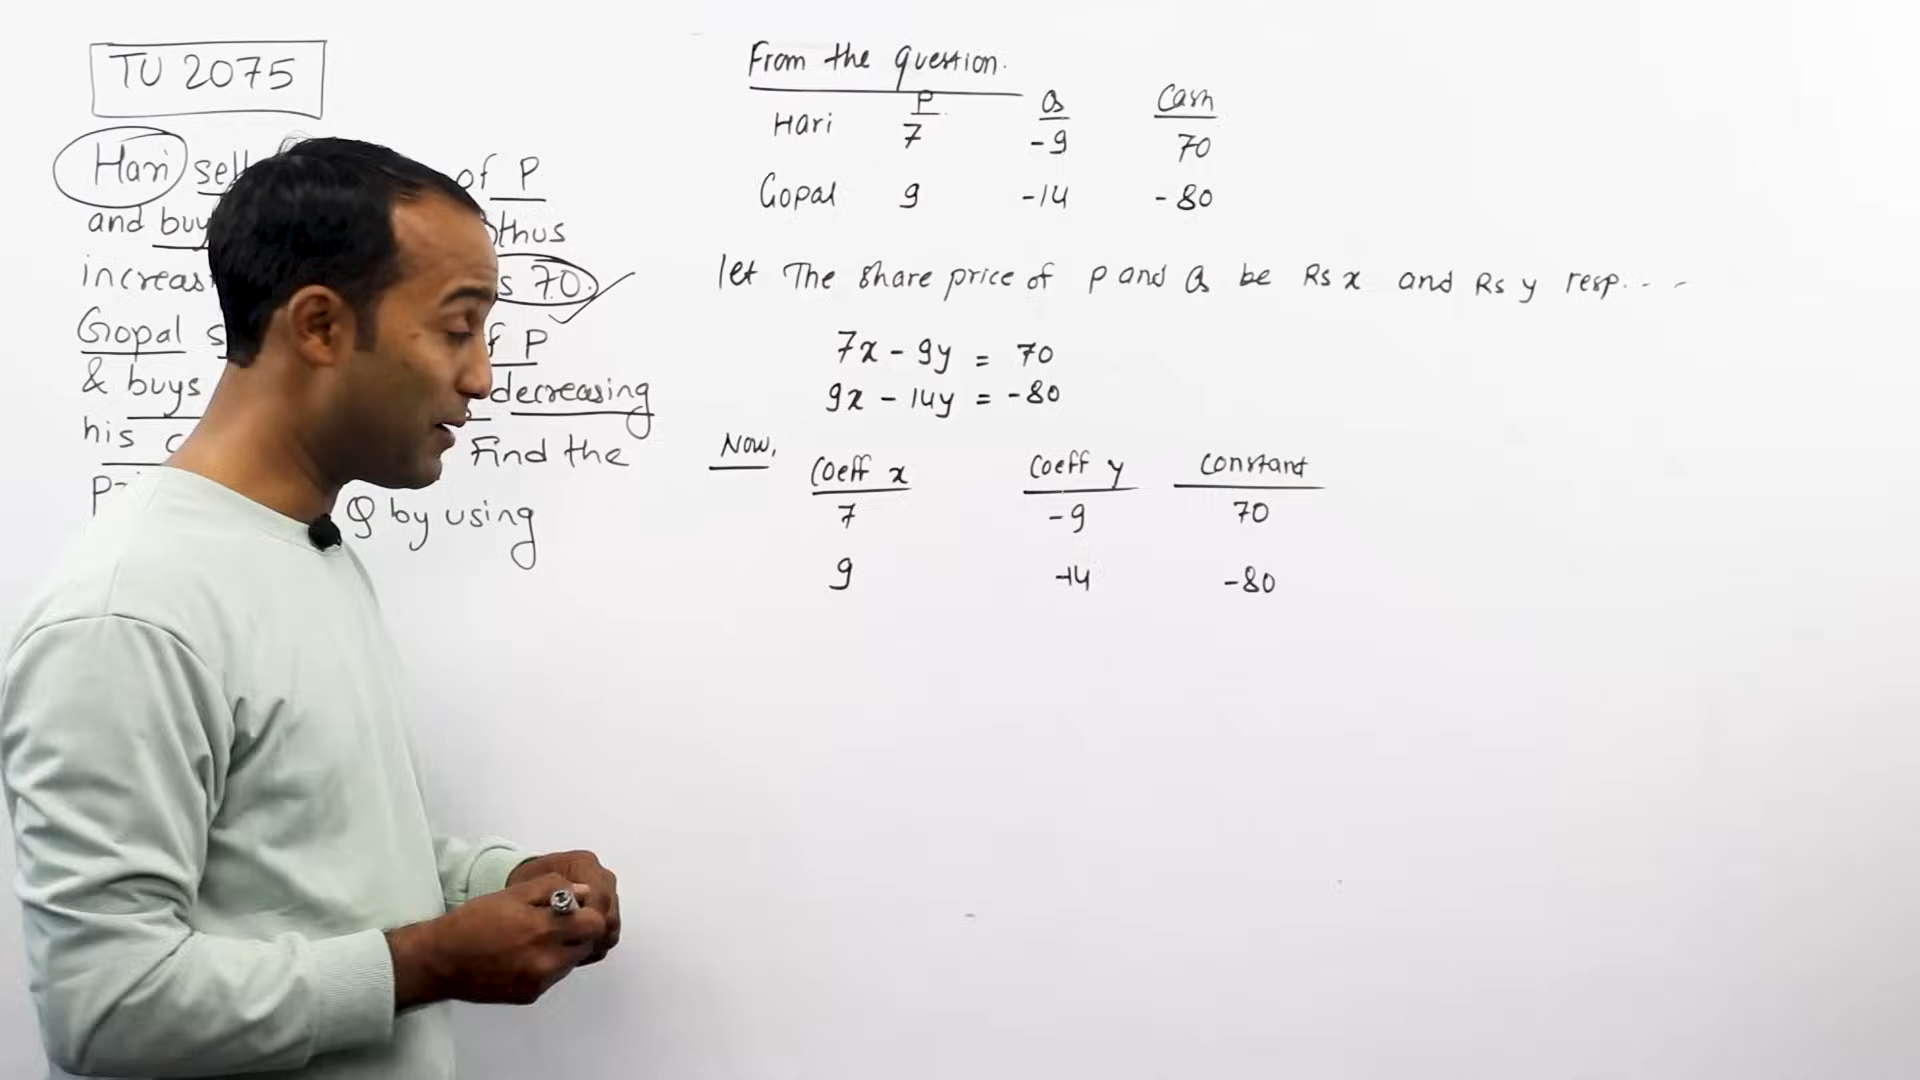 TU 2075
Hari sell of P
and buy thus
increas s 70.
Gopal s f P
& buys decreasing
his c Find the
P Q by using
From the question.
P Q Cash
Hari 7 -9 70
Gopal 9 -14 -80
let The share price of P and Q be Rs x and Rs y resp....
7x - 9y = 70
9x - 14y = -80
Now,
Coeff x Coeff y Constant
7 -9 70
9 -14 -80